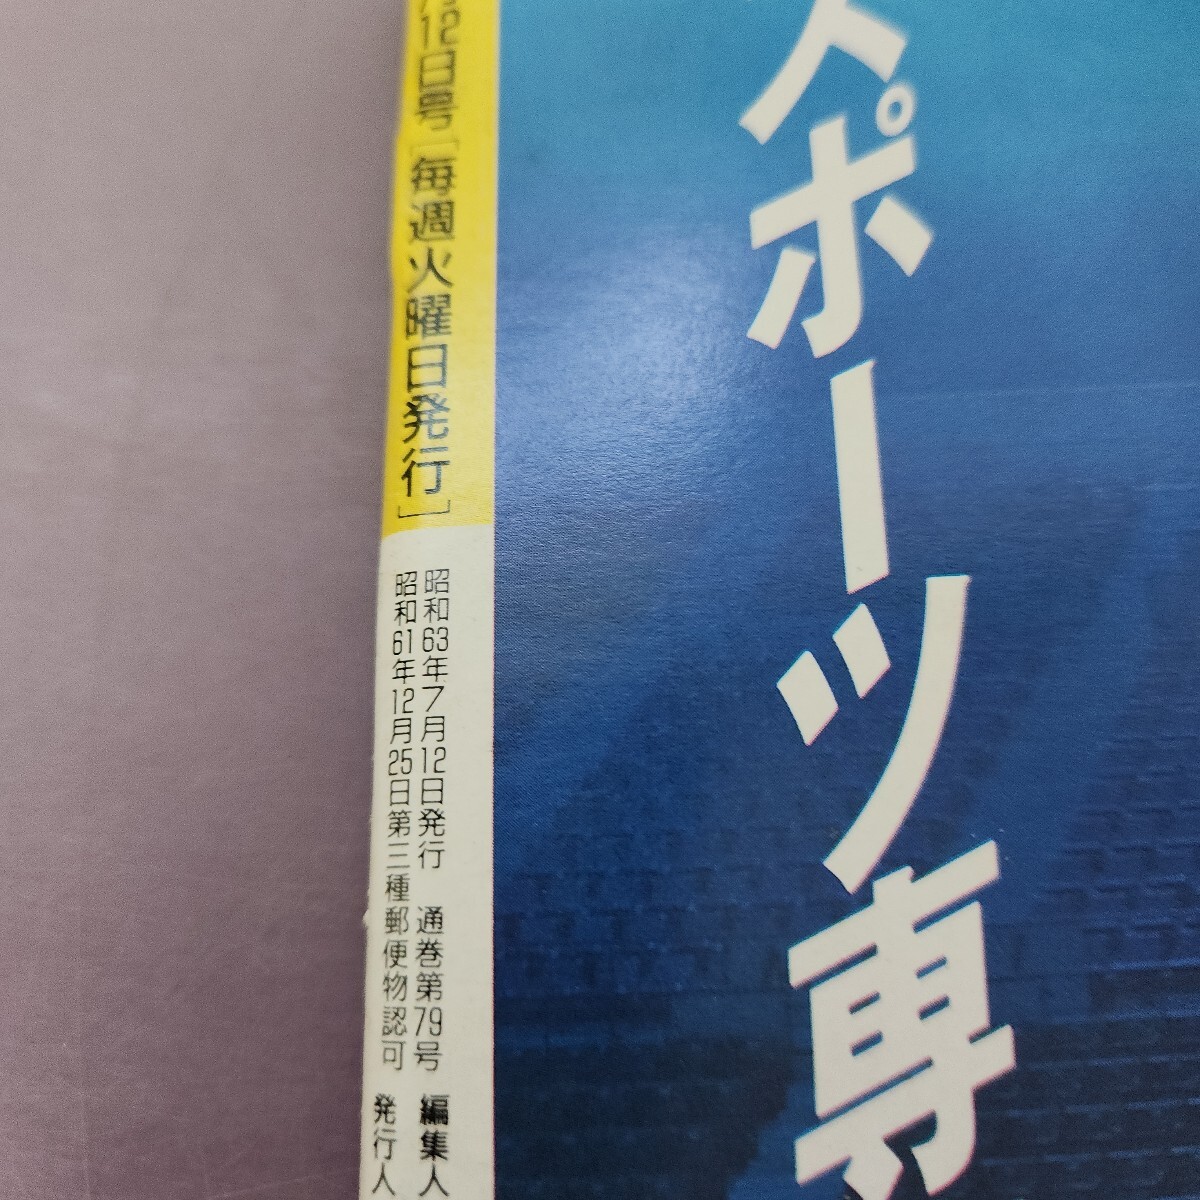 スポーツ専
12日号[毎週火曜日発行]
昭和63年7月12日発行 通巻第79号 編集人
昭和61年12月25日第三種郵便物認可 発行人